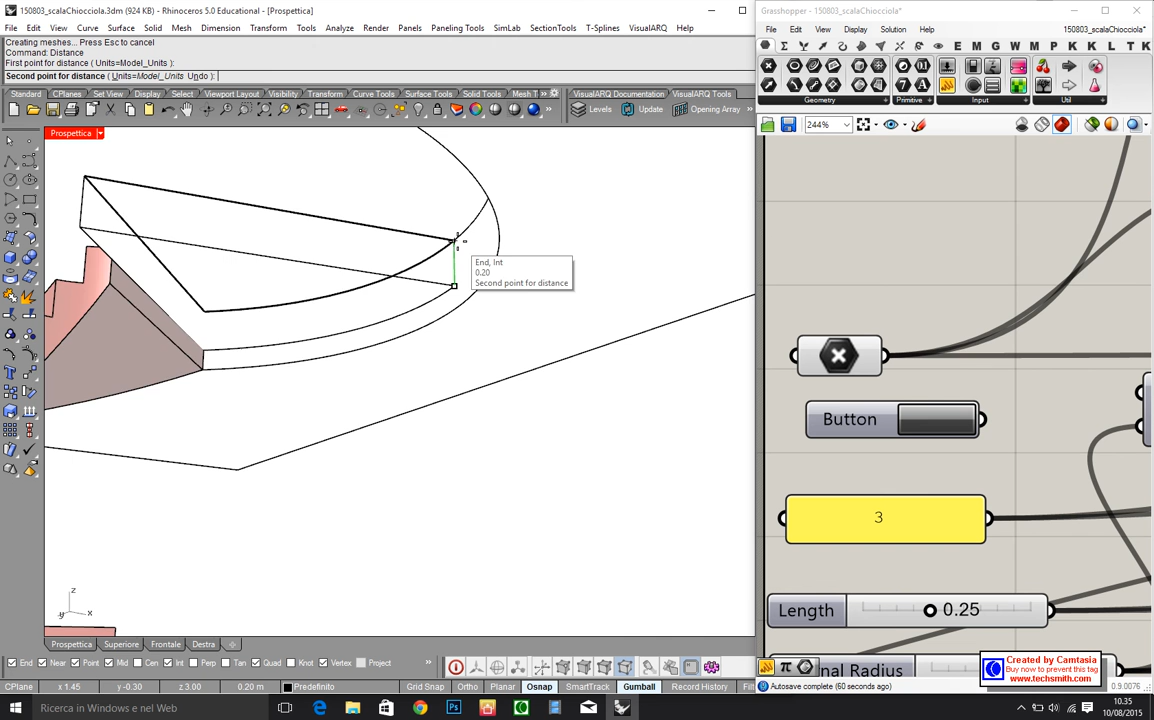 150803_scalaChiocciola.3dm (924 KB) - Rhinoceros 5.0 Educational - [Prospettica]
File Edit View Curve Surface Solid Mesh Dimension Transform Tools Analyze Render Panels Paneling Tools SimLab T-Splines VisualARQ Help
Creating meshes... Press Esc to cancel
Command: Distance
First point for distance ( Units=Model_Units ):
Second point for distance ( Units=Model_Units Undo ):
Standard CPlanes Set View Display Select Viewport Layout Visibility Transform Curve Tools Surface Tools Solid Tools Mesh T VisualARQ Documentation VisualARQ Tools
Levels Update Opening Array
Prospettica
End, Int
0.20
Second point for distance
z
y x
Prospettica Superiore Frontale Destra
End Near Point Mid Cen Int Perp Tan Quad Knot Vertex Project
CPlane x 1.45 y -0.30 z 3.00 0.20 m Predefinito Grid Snap Ortho Planar Osnap SmartTrack Gumball Record History Filt
Grasshopper - 150803_scalaChiocciola*
File Edit View Display Solution Help 150803_scalaChiocciola*
E M G W M P K K L T
Geometry Primitive Input Util
244%
Button
3
Length 0.25
nal Radius
Autosave complete (60 seconds ago) 0.9.0076
Created by Camtasia
Buy now to prevent this tag
www.techsmith.com
Ricerca in Windows e nel Web
10.35
10/08/2015